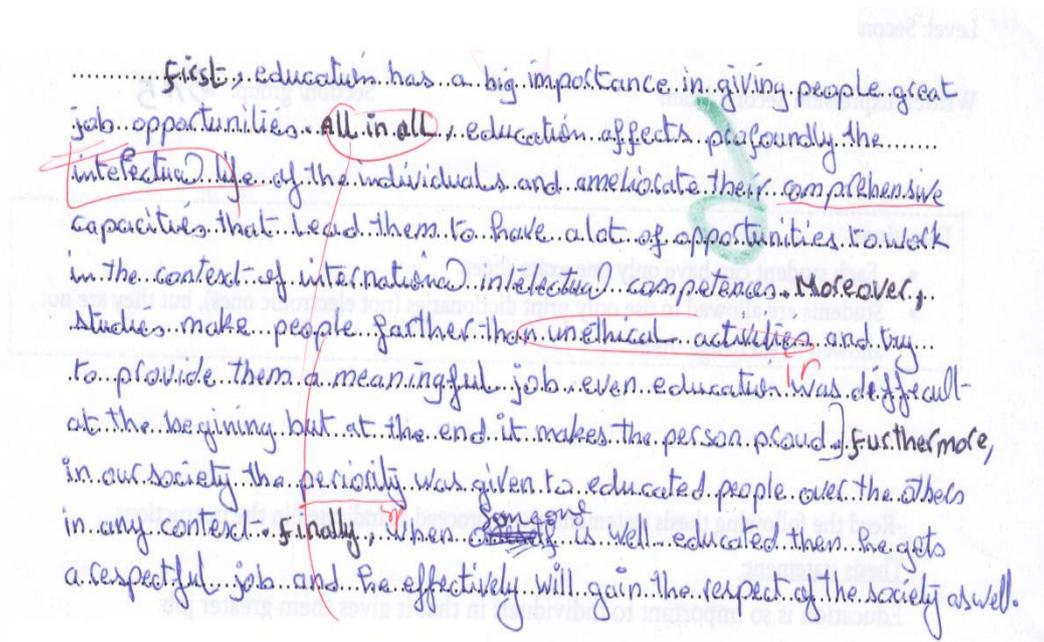 .......... First, education has a big importance in giving people great
job opportunities. All in all, education affects profoundly the .......
intelectual life of the individuals and ameliorate their comprehensive
capacities that lead them to have a lot of opportunities to work
in the context of international intelectual competences. Moreover,
studies make people farther than unethical activities and try
to provide them a meaningful job even education was difficult
at the begining but at the end it makes the person proud.] Furthermore,
in our society the periority was given to educated people over the others
in any context. Finally, when som one is well educated then he gets
a respectful job and he effectively will gain the respect of the society as well.